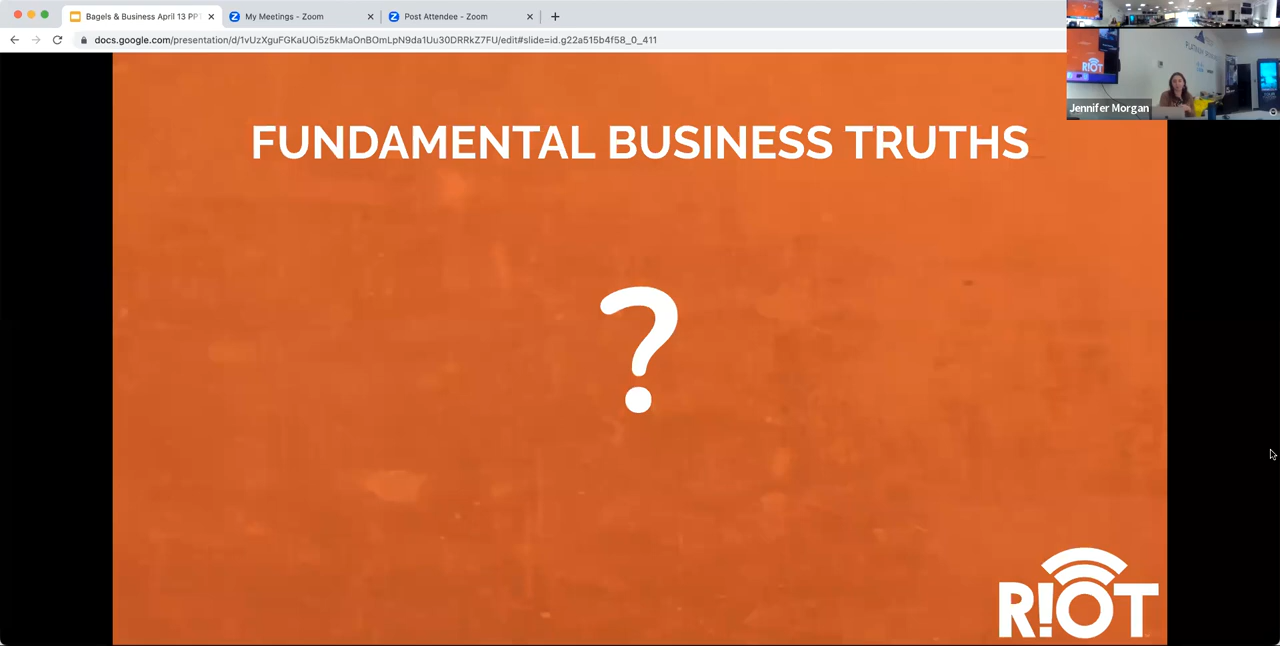 Bagels & Business April 13 PP
My Meetings - Zoom
Post Attendee - Zoom
docs.google.com/presentation/d/1vUzXguFGKaUOi5z5kMaOnBOmLpN9da1Uu30DRRkZ7FU/edit#slide=id.g22a515b4f58_0_411
Jennifer Morgan
FUNDAMENTAL BUSINESS TRUTHS
?
R!OT